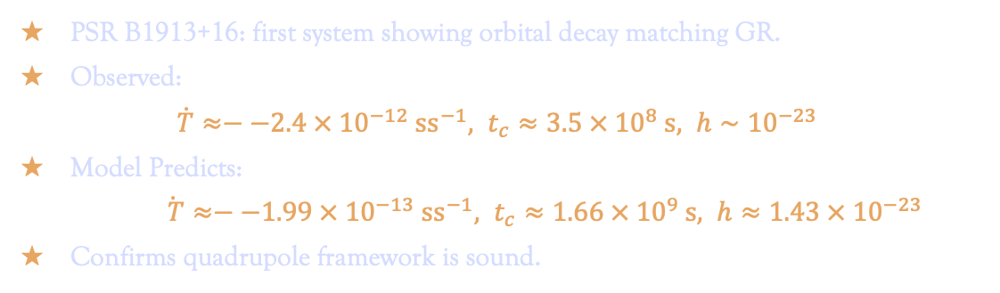 ★ PSR B1913+16: first system showing orbital decay matching GR.
★ Observed:
Ṫ ≈− −2.4 × 10⁻¹² ss⁻¹, t_c ≈ 3.5 × 10⁸ s, h ~ 10⁻²³
★ Model Predicts:
Ṫ ≈− −1.99 × 10⁻¹³ ss⁻¹, t_c ≈ 1.66 × 10⁹ s, h ≈ 1.43 × 10⁻²³
★ Confirms quadrupole framework is sound.